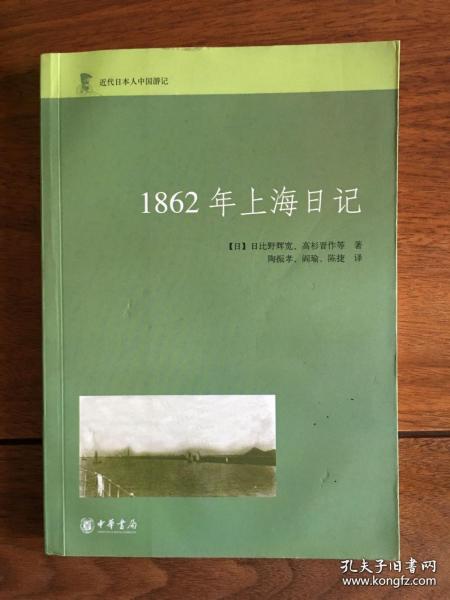 近代日本人中国游记
1862 年上海日记
【日】日比野辉宽、高杉晋作等 著
陶振孝、阎瑜、陈捷 译
中華書局
孔夫子旧书网
www.kongfz.com